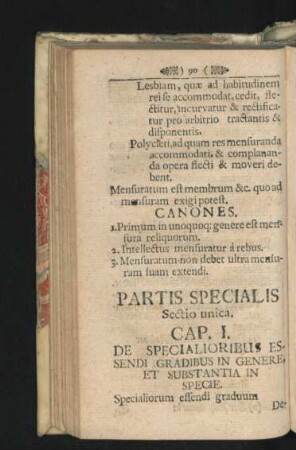 ) 90 (
Lesbiam, quæ ad habitudinem
rei se accommodat, cedit, fle-
ctitur, incurvatur & rectifica-
tur pro arbitrio tractantis &
disponentis.
Polycleti, ad quam res mensuranda
accommodati, & complanan-
da opera flecti & moveri de-
bent.
Mensuratum est membrum &c. quo ad
mensuram exigi potest.
CANONES.
1. Primum in unoquoq; genere est men-
sura reliquorum.
2. Intellectus mensuratur à rebus.
3. Mensuratum non debet ultra mensu-
ram suam extendi.
PARTIS SPECIALIS
Sectio unica.
CAP. I.
DE SPECIALIORIBUS ES-
SENDI GRADIBUS IN GENERE,
ET SUBSTANTIA IN
SPECIE.
Specialiorum essendi graduum
De-